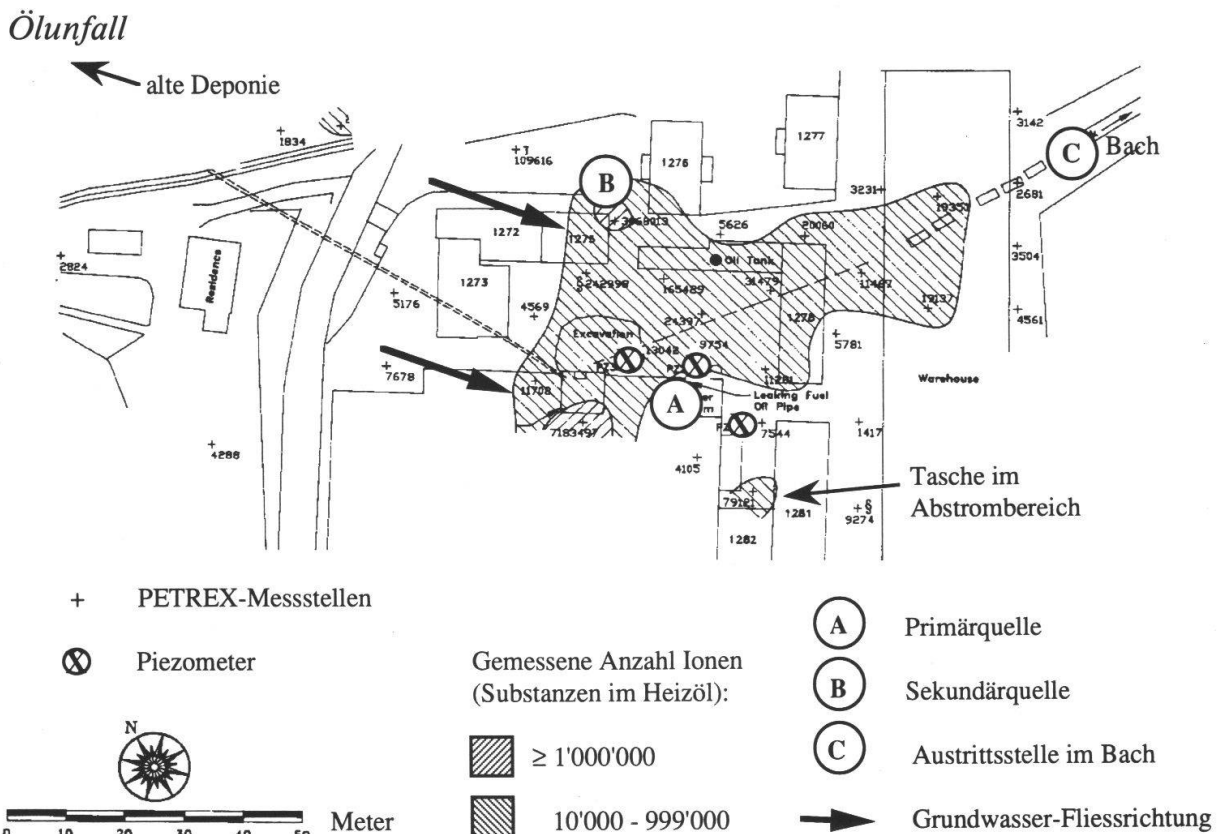 Ölunfall
alte Deponie
1834
109616
1276
1277
3142
C
Bach
B
3231
2681
19353
1272
1275
5626
20060
2824
Residence
1273
Oil Tank
3504
5176
§ 242998
165489
31479
11487
4569
24397
1278
19137
4561
Excavation
13042
9754
5781
7678
11708
11281
Warehouse
A
Leaking Fuel
Oil Pipe
7183497
7544
1417
4288
4105
Tasche im
Abstrombereich
79121
1281
9274
§
1282
+ PETREX-Messstellen
X Piezometer
Gemessene Anzahl Ionen
(Substanzen im Heizöl):
≥ 1'000'000
10'000 - 999'000
A Primärquelle
B Sekundärquelle
C Austrittsstelle im Bach
Grundwasser-Fliessrichtung
N
0 10 20 30 40 50 Meter